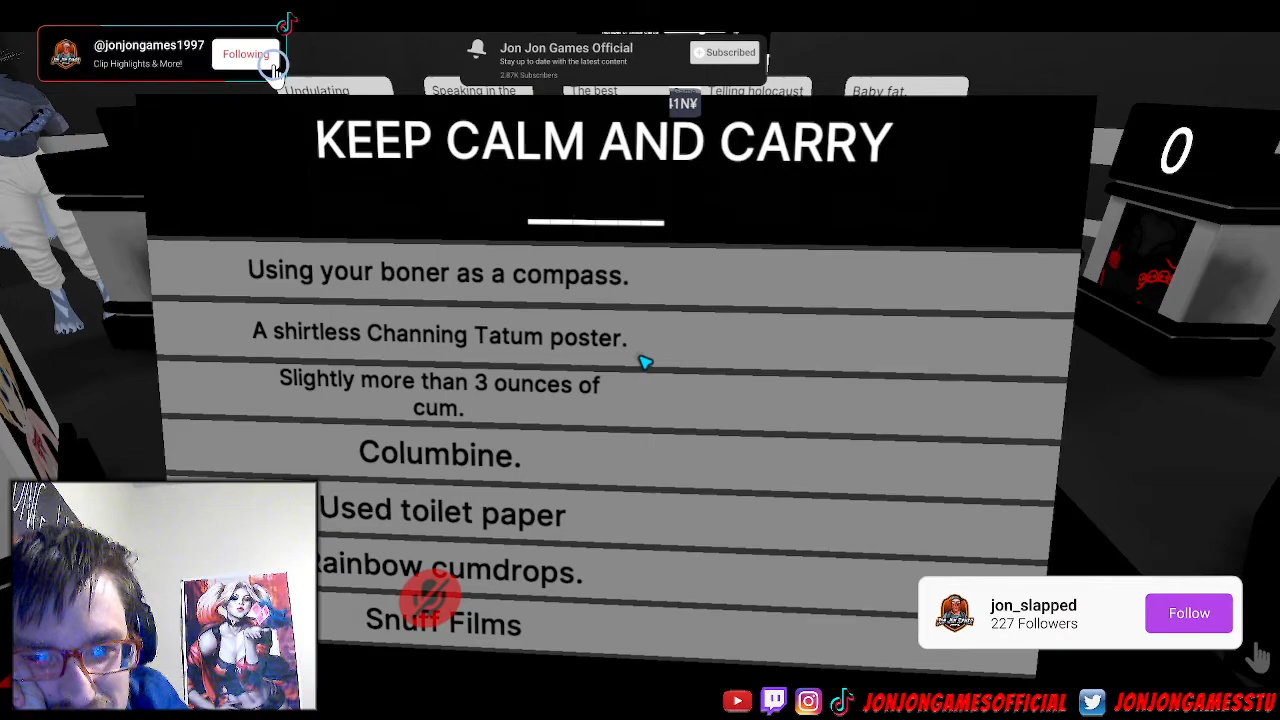 @jonjongames1997
Following
Clip Highlights & More!
Jon Jon Games Official
Subscribed
Stay up to date with the latest content
2.87K Subscribers
Undulating
Speaking in the
The best
Telling holocaust
Baby fat.
KEEP CALM AND CARRY
0
Using your boner as a compass.
A shirtless Channing Tatum poster.
Slightly more than 3 ounces of
cum.
Columbine.
Used toilet paper
Rainbow cumdrops.
Snuff Films
jon_slapped
227 Followers
Follow
JONJONGAMESOFFICIAL
JONJONGAMESSTU